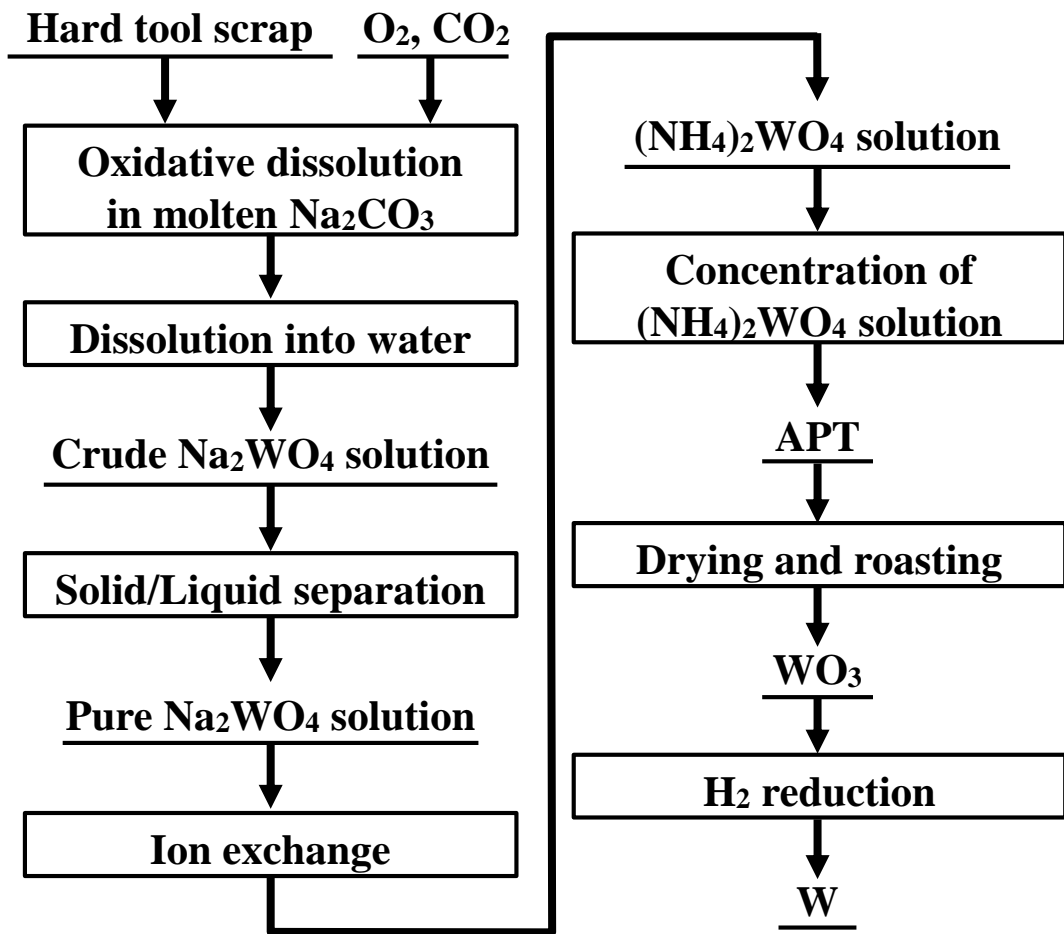 Hard tool scrap
O₂, CO₂
Oxidative dissolution
in molten Na₂CO₃
Dissolution into water
Crude Na₂WO₄ solution
Solid/Liquid separation
Pure Na₂WO₄ solution
Ion exchange
(NH₄)₂WO₄ solution
Concentration of
(NH₄)₂WO₄ solution
APT
Drying and roasting
WO₃
H₂ reduction
W